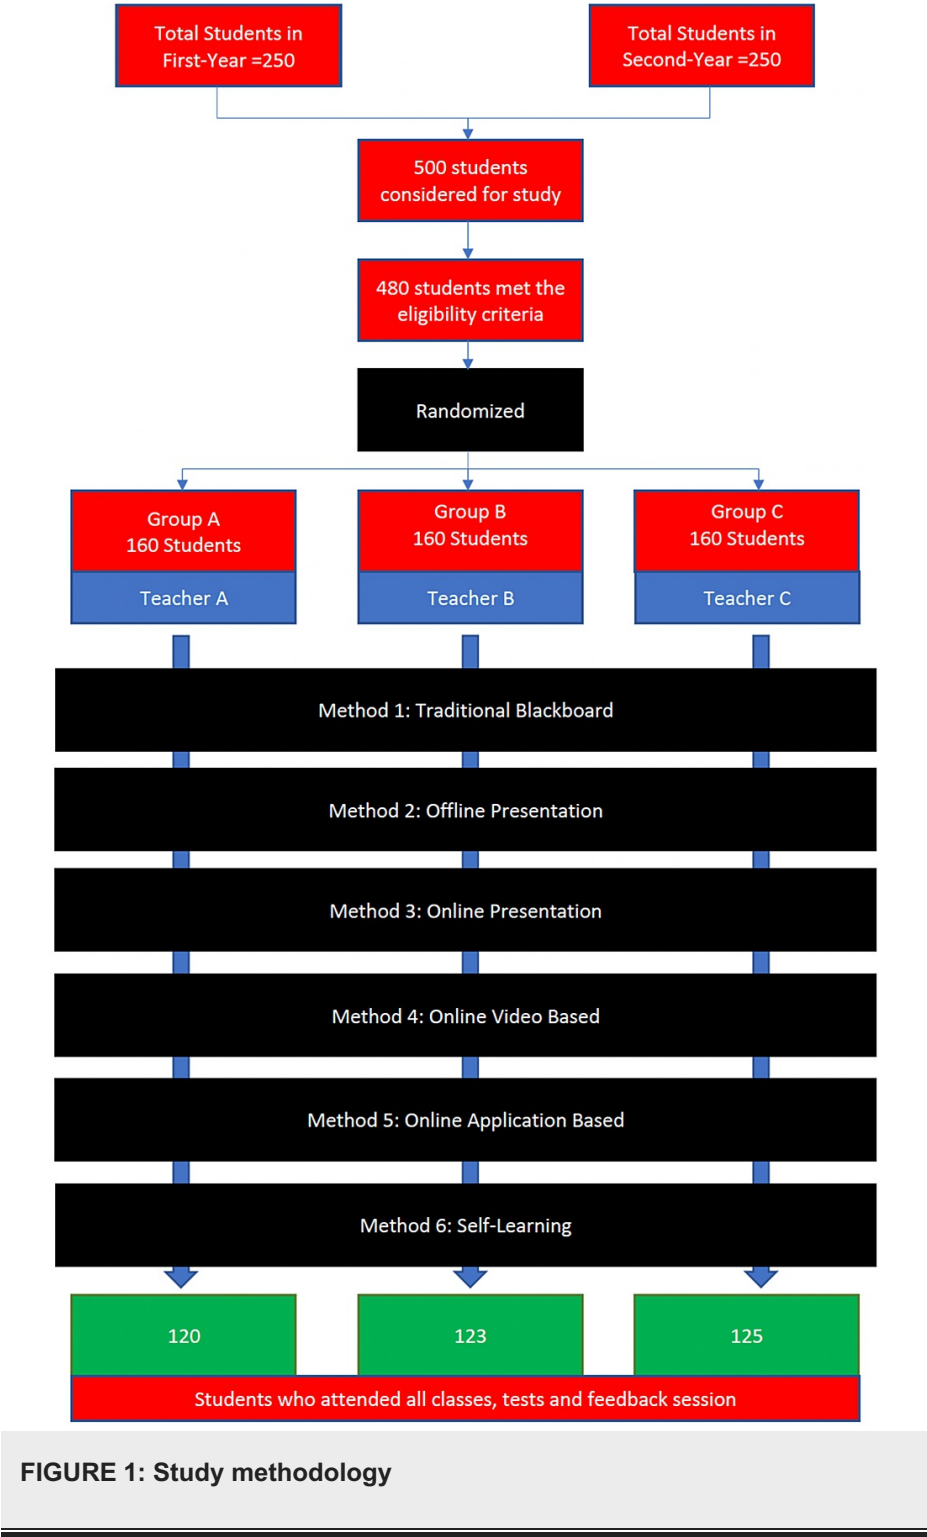 Total Students in
First-Year =250
Total Students in
Second-Year =250
500 students
considered for study
480 students met the
eligibility criteria
Randomized
Group A
160 Students
Group B
160 Students
Group C
160 Students
Teacher A
Teacher B
Teacher C
Method 1: Traditional Blackboard
Method 2: Offline Presentation
Method 3: Online Presentation
Method 4: Online Video Based
Method 5: Online Application Based
Method 6: Self-Learning
120
123
125
Students who attended all classes, tests and feedback session
FIGURE 1: Study methodology